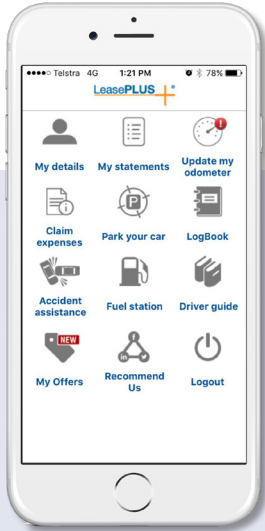 Telstra 4G 1:21 PM 78%
LeasePLUS+
My details My statements Update my
odometer
!
P
Claim
expenses Park your car LogBook
Accident
assistance Fuel station Driver guide
NEW
f
in
My Offers Recommend
Us Logout